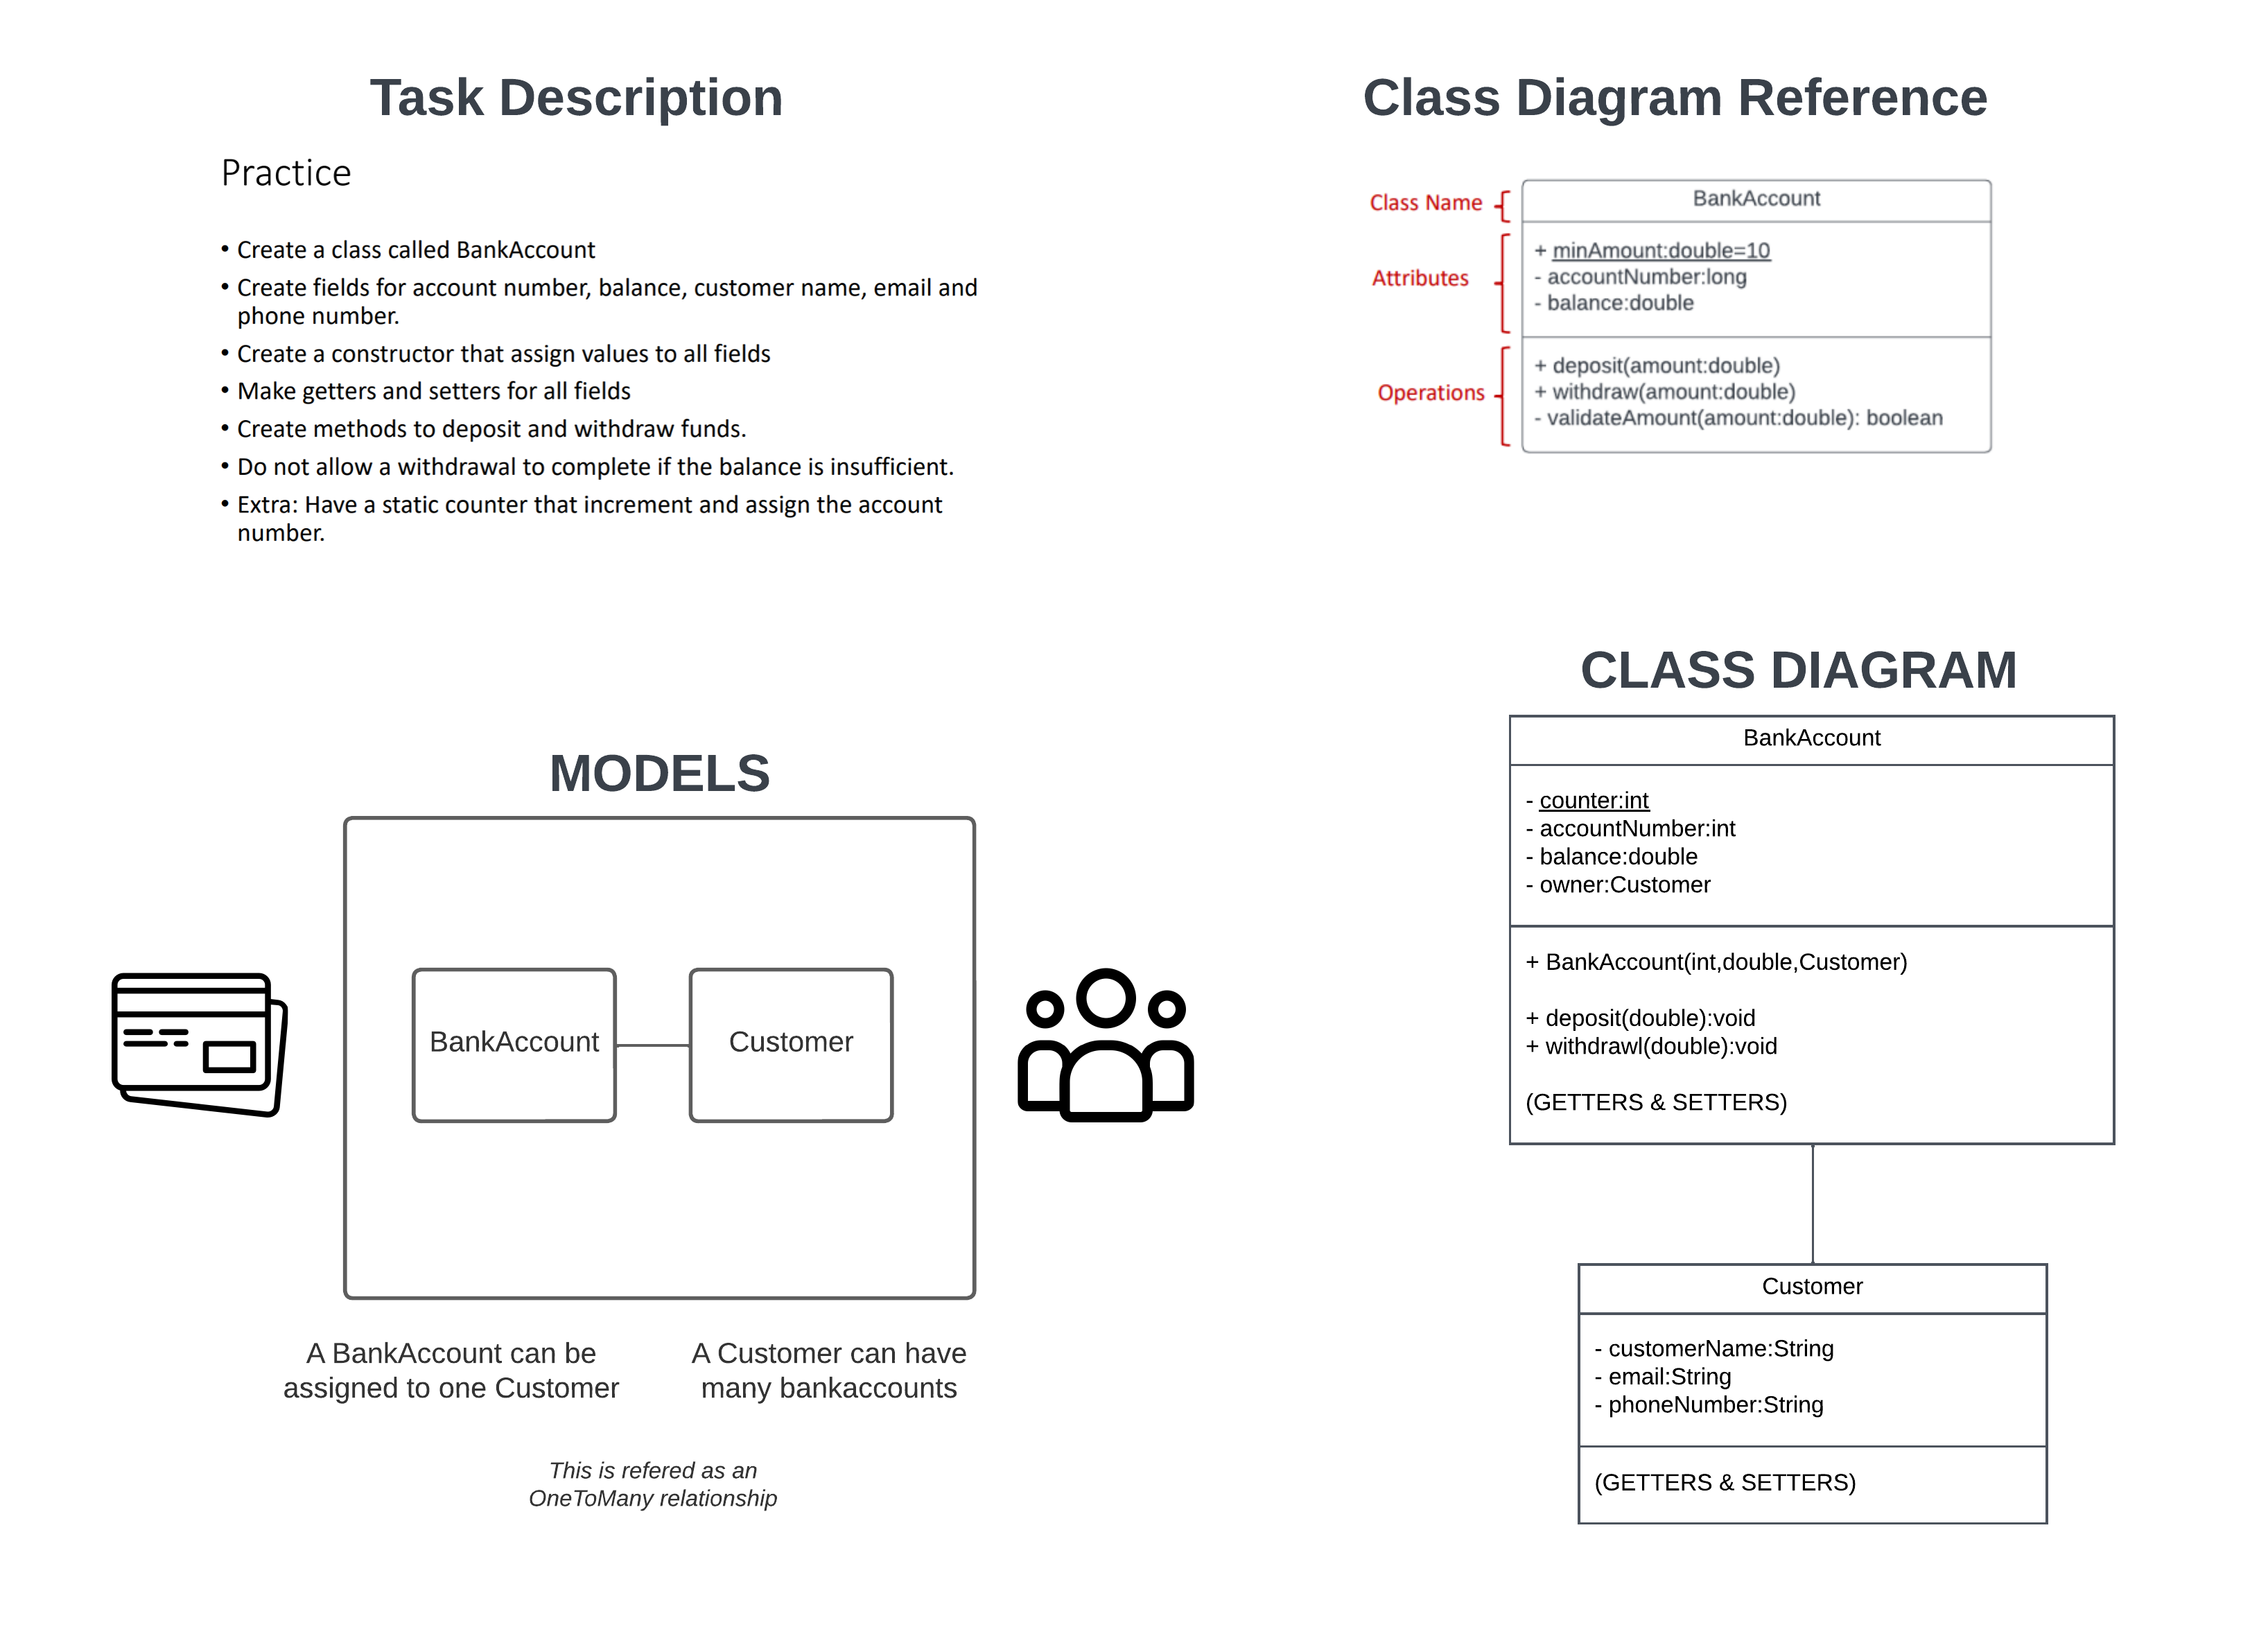 Task Description
Practice
• Create a class called BankAccount
• Create fields for account number, balance, customer name, email and
phone number.
• Create a constructor that assign values to all fields
• Make getters and setters for all fields
• Create methods to deposit and withdraw funds.
• Do not allow a withdrawal to complete if the balance is insufficient.
• Extra: Have a static counter that increment and assign the account
number.
Class Diagram Reference
Class Name
BankAccount
Attributes
+ minAmount:double=10
- accountNumber:long
- balance:double
Operations
+ deposit(amount:double)
+ withdraw(amount:double)
- validateAmount(amount:double): boolean
MODELS
BankAccount
Customer
A BankAccount can be
assigned to one Customer
A Customer can have
many bankaccounts
This is refered as an
OneToMany relationship
CLASS DIAGRAM
BankAccount
- counter:int
- accountNumber:int
- balance:double
- owner:Customer
+ BankAccount(int,double,Customer)
+ deposit(double):void
+ withdrawl(double):void
(GETTERS & SETTERS)
Customer
- customerName:String
- email:String
- phoneNumber:String
(GETTERS & SETTERS)